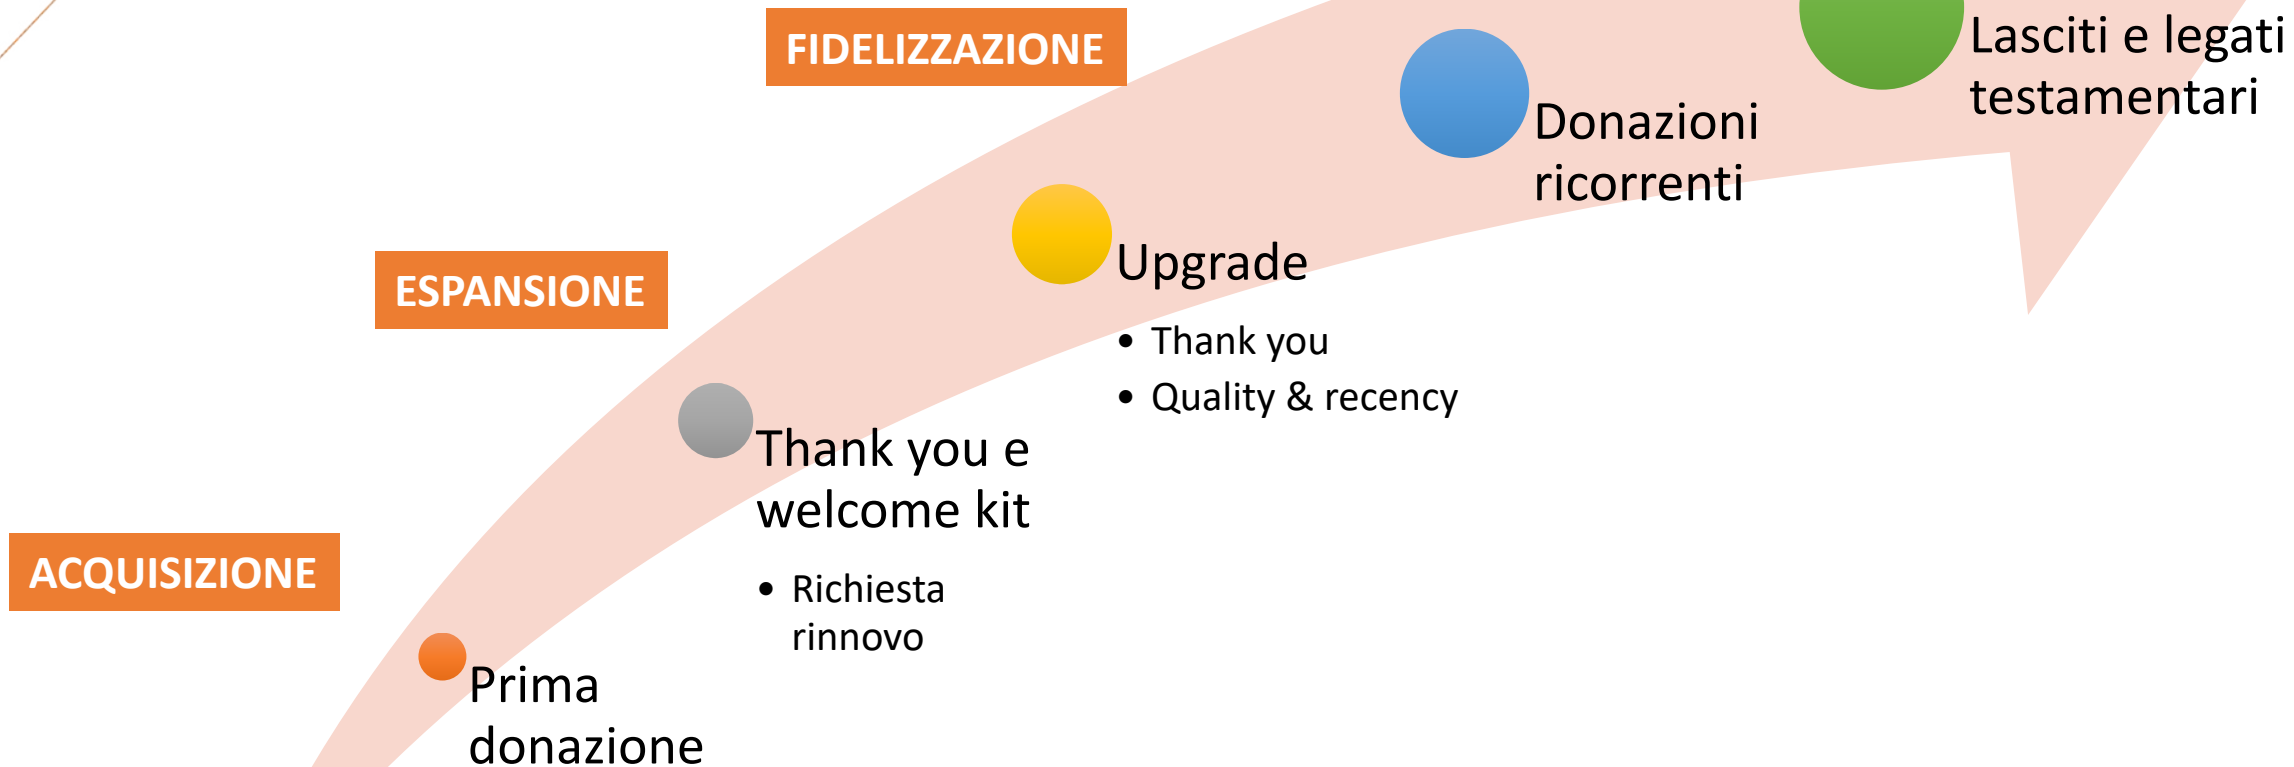 FIDELIZZAZIONE
Lasciti e legati
testamentari
Donazioni
ricorrenti
ESPANSIONE
Upgrade
• Thank you
• Quality & recency
Thank you e
welcome kit
• Richiesta
rinnovo
ACQUISIZIONE
Prima
donazione